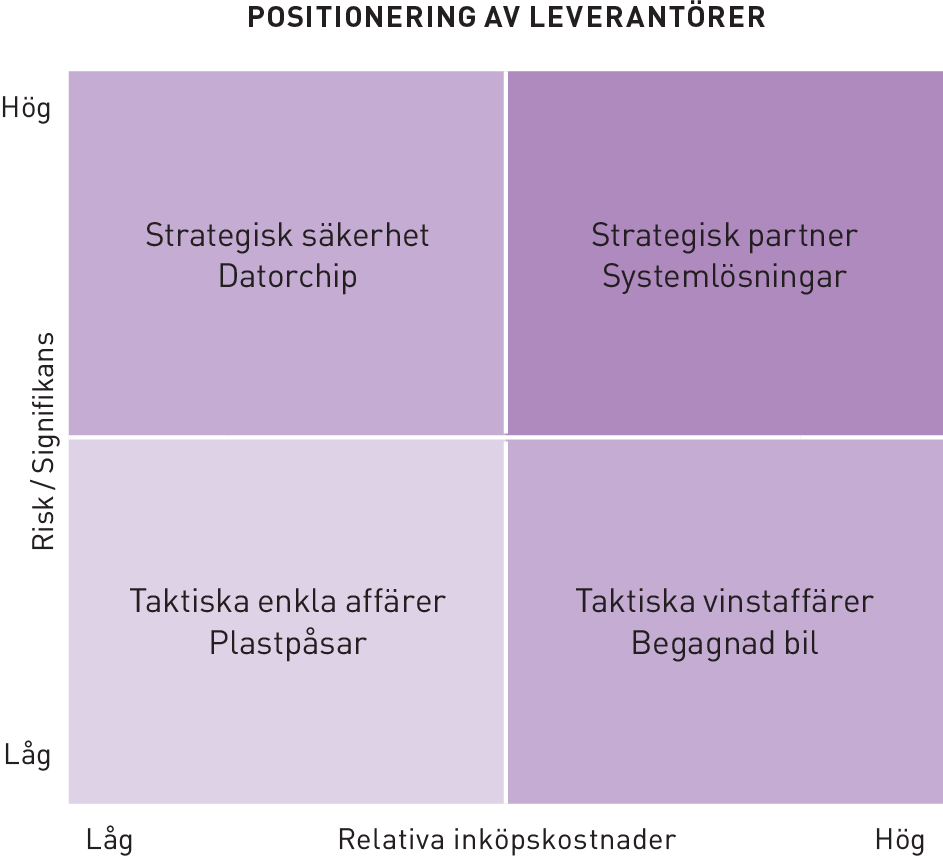 POSITIONERING AV LEVERANTÖRER
Hög
Strategisk säkerhet
Datorchip
Strategisk partner
Systemlösningar
Risk / Signifikans
Taktiska enkla affärer
Plastpåsar
Taktiska vinstaffärer
Begagnad bil
Låg
Låg
Relativa inköpskostnader
Hög